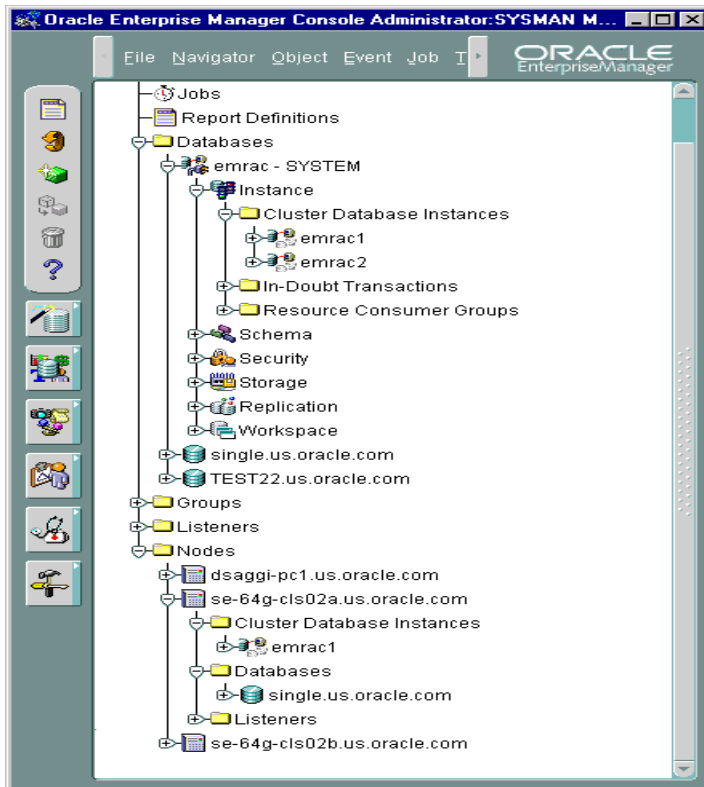 Oracle Enterprise Manager Console Administrator:SYSMAN M...
File Navigator Object Event Job T
ORACLE
EnterpriseManager
Jobs
Report Definitions
Databases
emrac - SYSTEM
Instance
Cluster Database Instances
emrac1
emrac2
In-Doubt Transactions
Resource Consumer Groups
Schema
Security
Storage
Replication
Workspace
single.us.oracle.com
TEST22.us.oracle.com
Groups
Listeners
Nodes
dsaggi-pc1.us.oracle.com
se-64g-cls02a.us.oracle.com
Cluster Database Instances
emrac1
Databases
single.us.oracle.com
Listeners
se-64g-cls02b.us.oracle.com